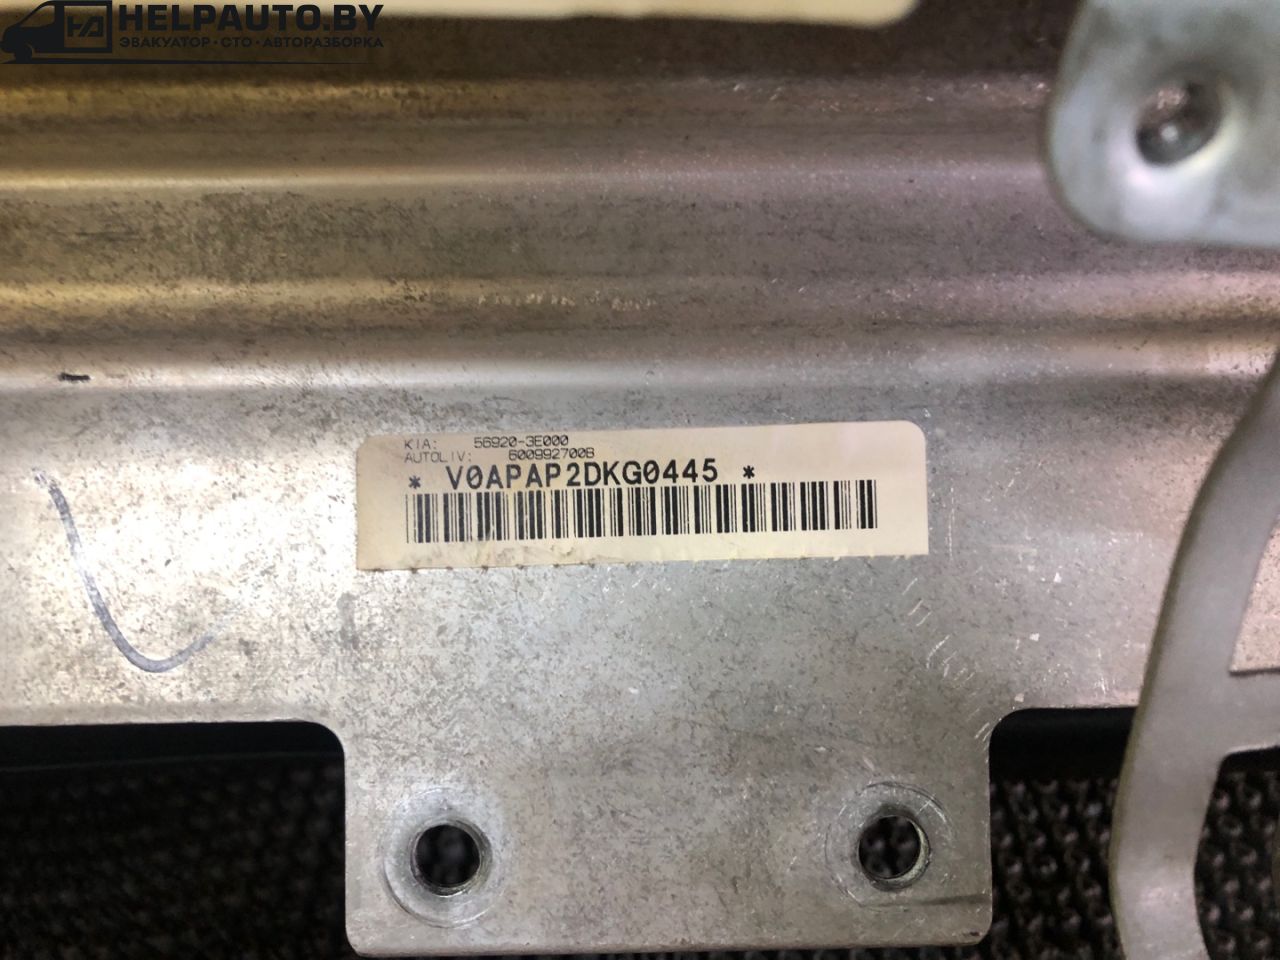 HELPAUTO.BY
ЭВАКУАТОР·СТО·АВТОРАЗБОРКА
KIA: 56920-3E000
AUTOLIV: 600992700B
* V0APAP2DKG0445 *